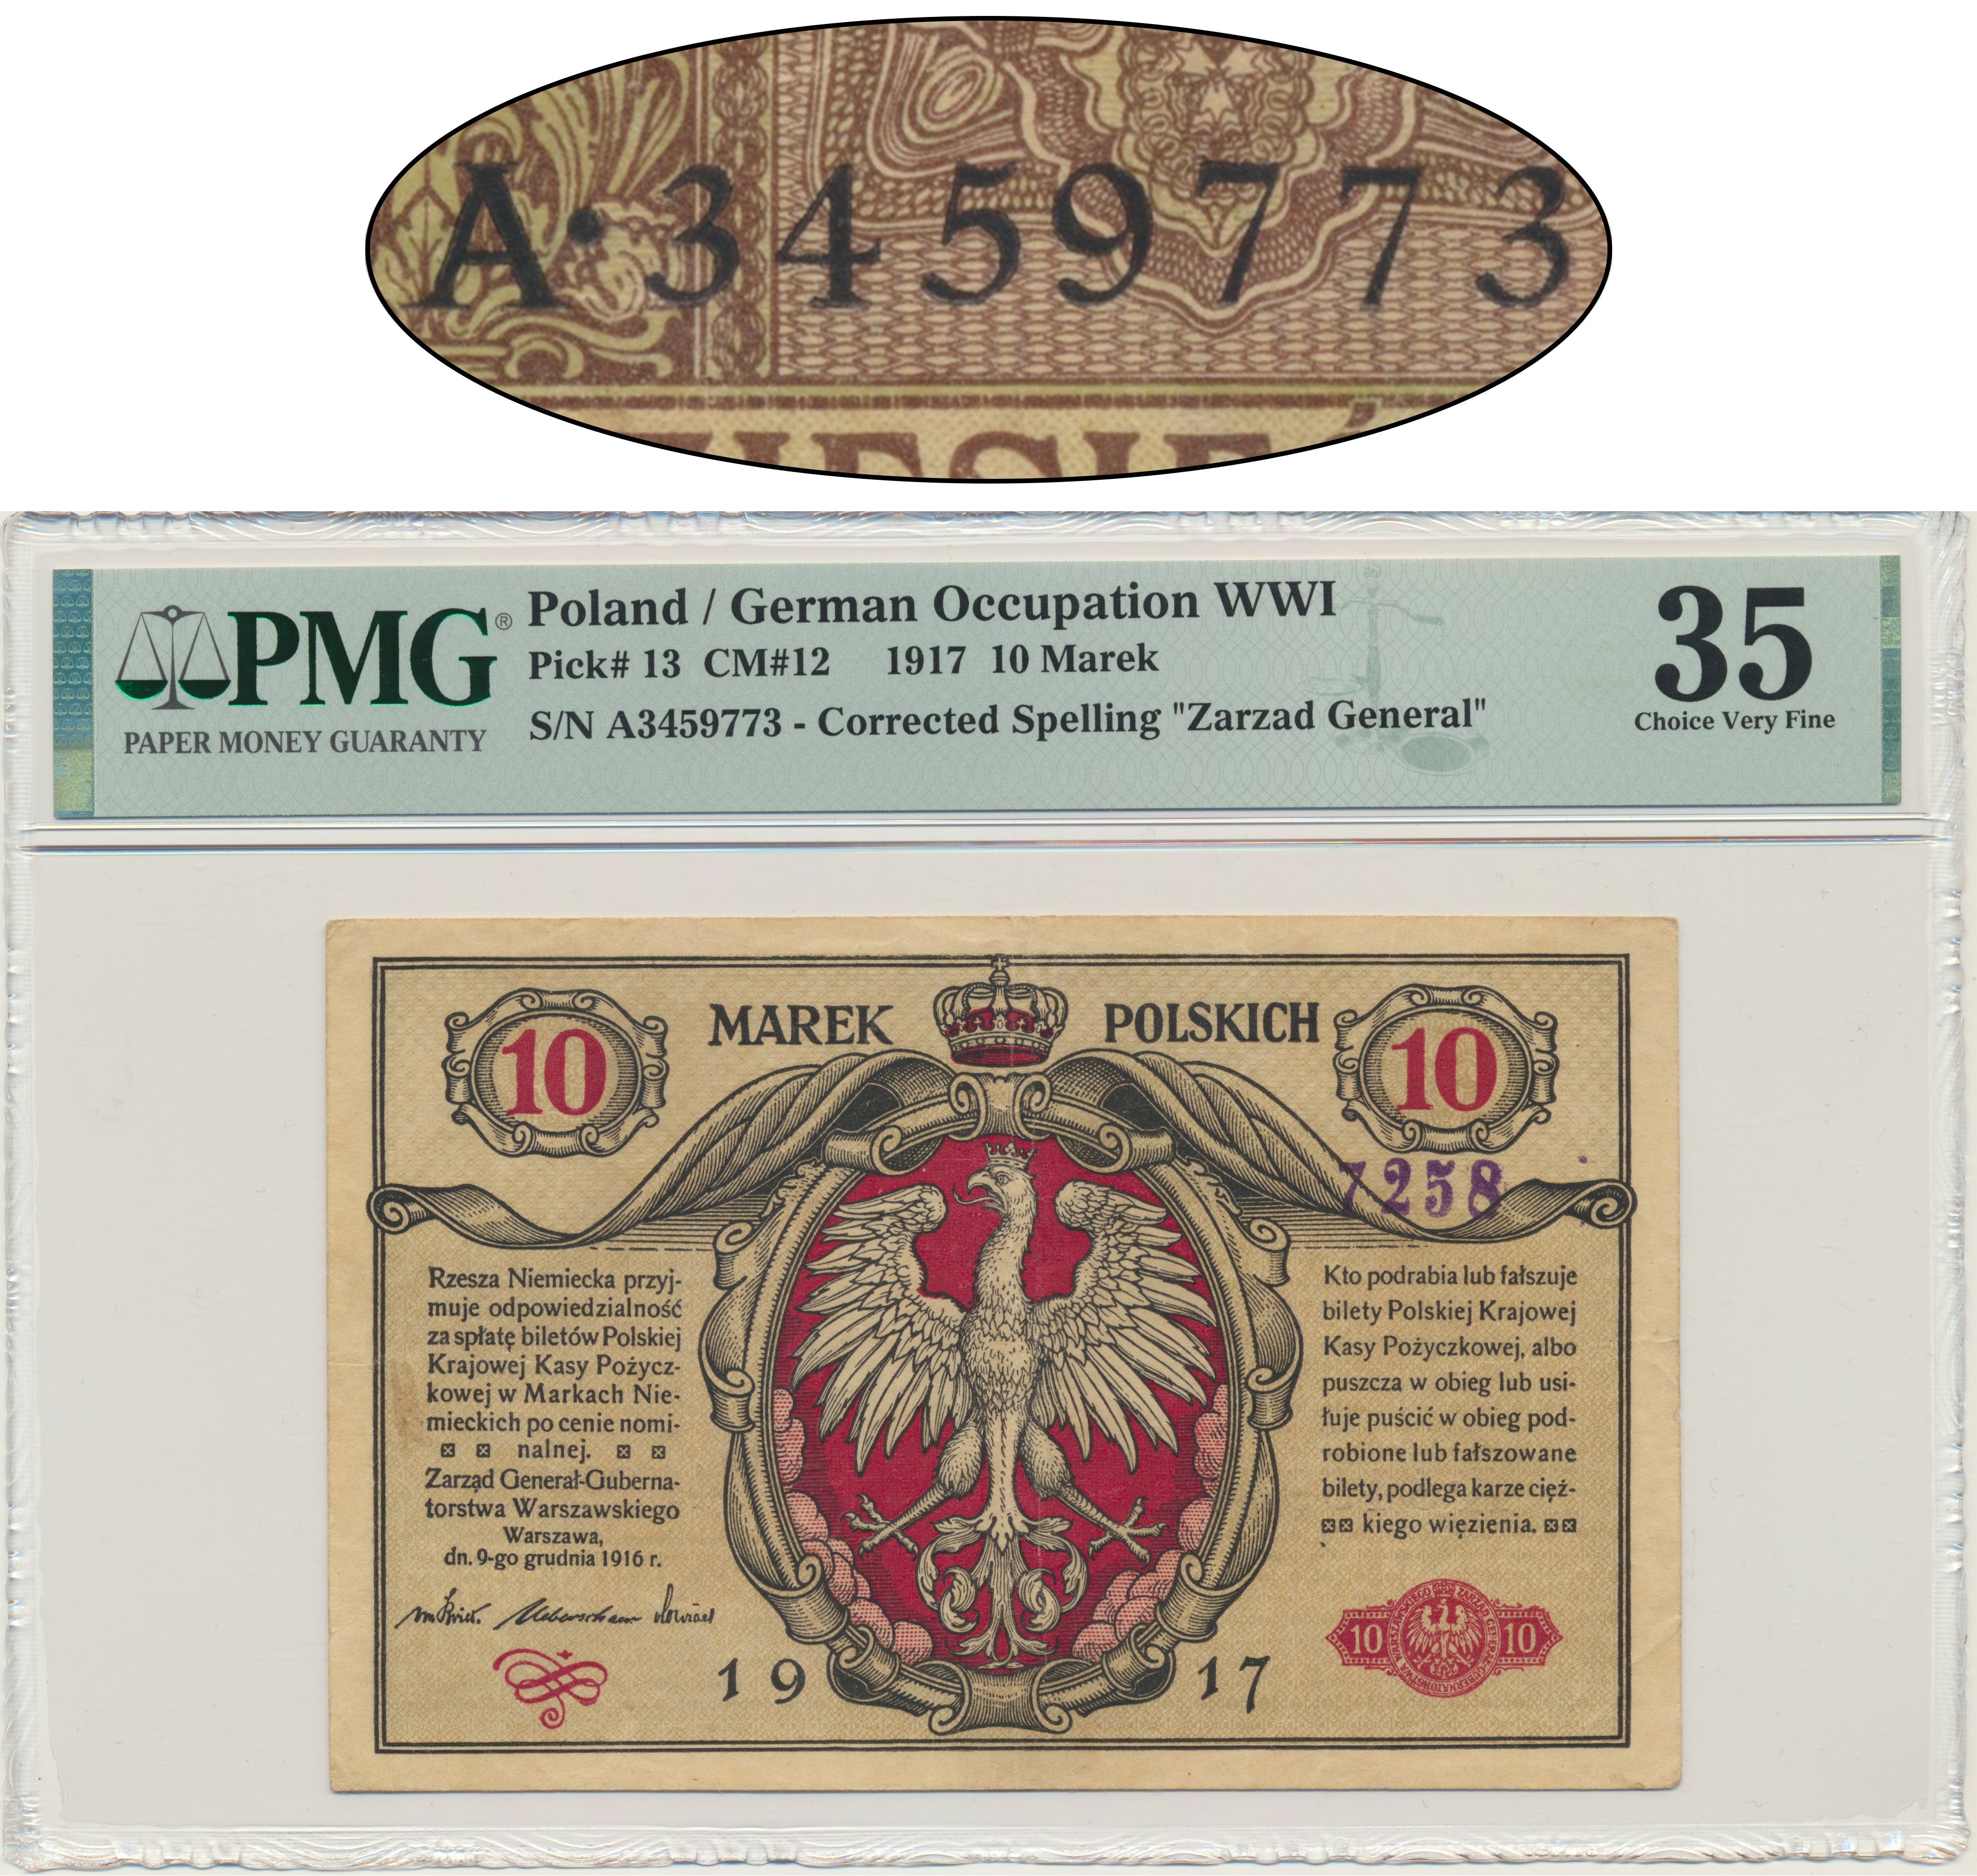 A·3459773
PMG®
PAPER MONEY GUARANTY
Poland / German Occupation WWI
Pick# 13 CM#12 1917 10 Marek
S/N A3459773 - Corrected Spelling "Zarzad General"
35
Choice Very Fine
10 MAREK POLSKICH 10
7258
Rzesza Niemiecka przyj-
muje odpowiedzialność
za spłatę biletów Polskiej
Krajowej Kasy Pożycz-
kowej w Markach Nie-
mieckich po cenie nomi-
nalnej.
Zarząd Generał-Guberna-
torstwa Warszawskiego
Warszawa,
dn. 9-go grudnia 1916 r.
Kto podrabia lub fałszuje
bilety Polskiej Krajowej
Kasy Pożyczkowej, albo
puszcza w obieg lub usi-
łuje puścić w obieg pod-
robione lub fałszowane
bilety, podlega karze cięż-
kiego więzienia.
10 10
19 17